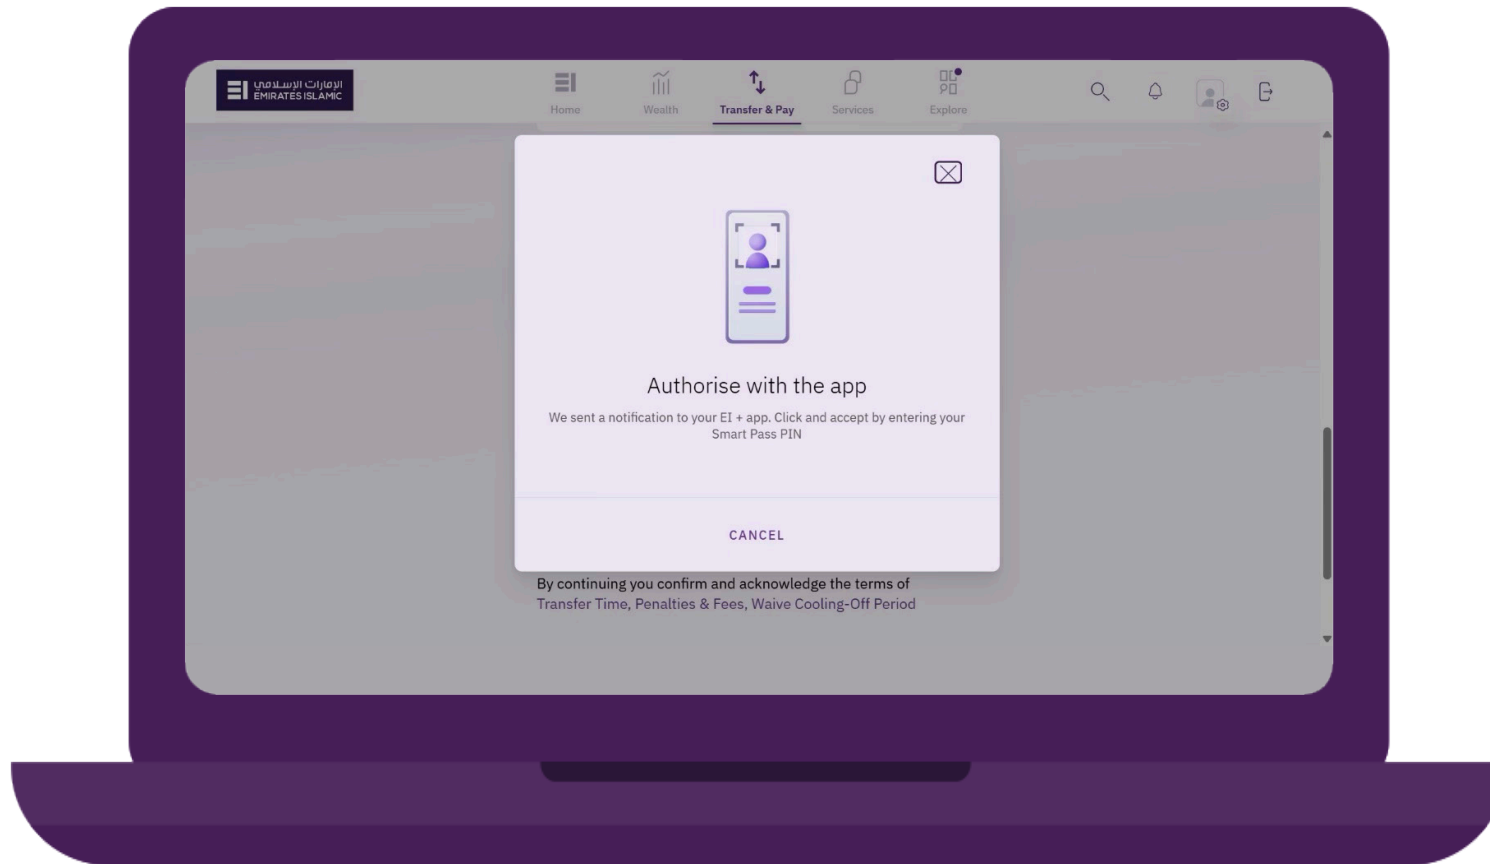 الإمارات الإسلامي
EMIRATES ISLAMIC
Home
Wealth
Transfer & Pay
Services
Explore
Authorise with the app
We sent a notification to your EI + app. Click and accept by entering your
Smart Pass PIN
CANCEL
By continuing you confirm and acknowledge the terms of
Transfer Time, Penalties & Fees, Waive Cooling-Off Period